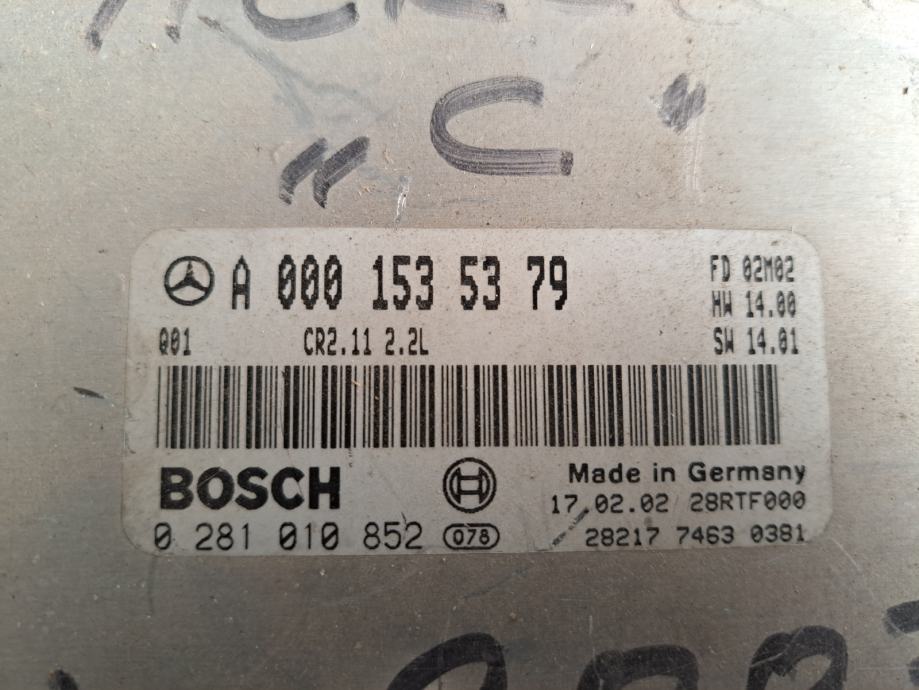 "C"
A 000 153 53 79
FD 02M02
HW 14.00
Q01 CR2.11 2.2L SW 14.01
BOSCH
Made in Germany
17.02.02 28RTF000
0 281 010 852 078
28217 7463 0381